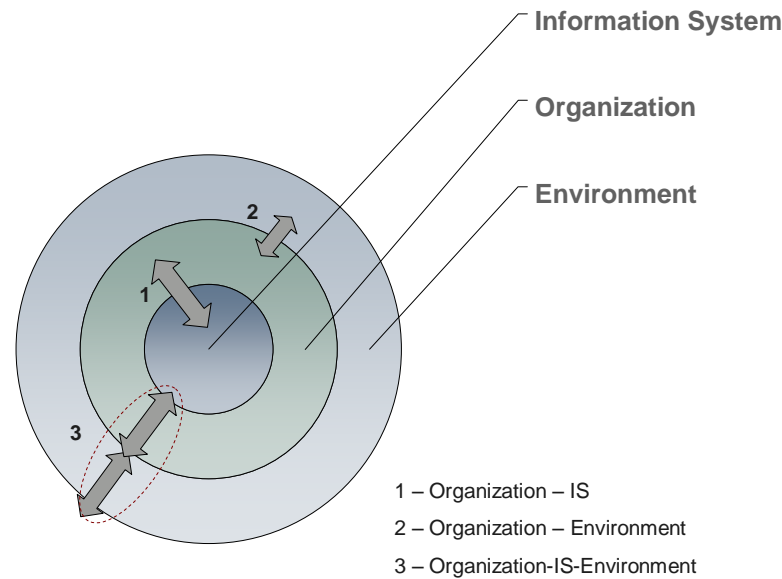 Information System
Organization
Environment
2
1
3
1 – Organization – IS
2 – Organization – Environment
3 – Organization-IS-Environment